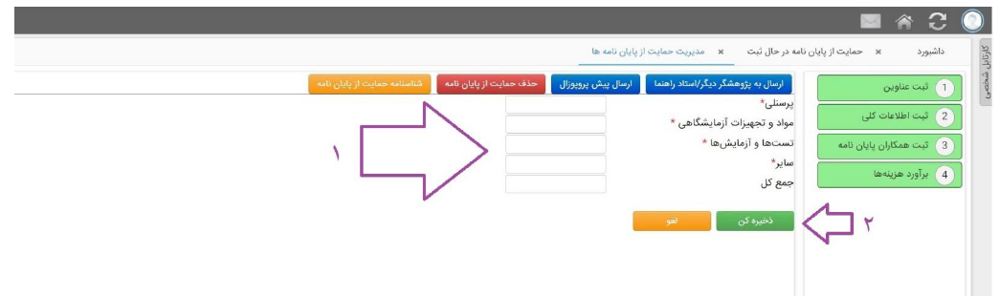 داشبورد × حمایت از پایان نامه در حال ثبت × مدیریت حمایت از پایان نامه ها
کارتابل شخصی
1 ثبت عناوین
2 ثبت اطلاعات کلی
3 ثبت همکاران پایان نامه
4 برآورد هزینه‌ها
ارسال به پژوهشگر دیگر/استاد راهنما ارسال پیش پروپوزال حذف حمایت از پایان نامه شناسنامه حمایت از پایان نامه
پرسنلی*
مواد و تجهیزات آزمایشگاهی *
تست‌ها و آزمایش‌ها *
سایر*
جمع کل
۱
ذخیره کن لغو
۲